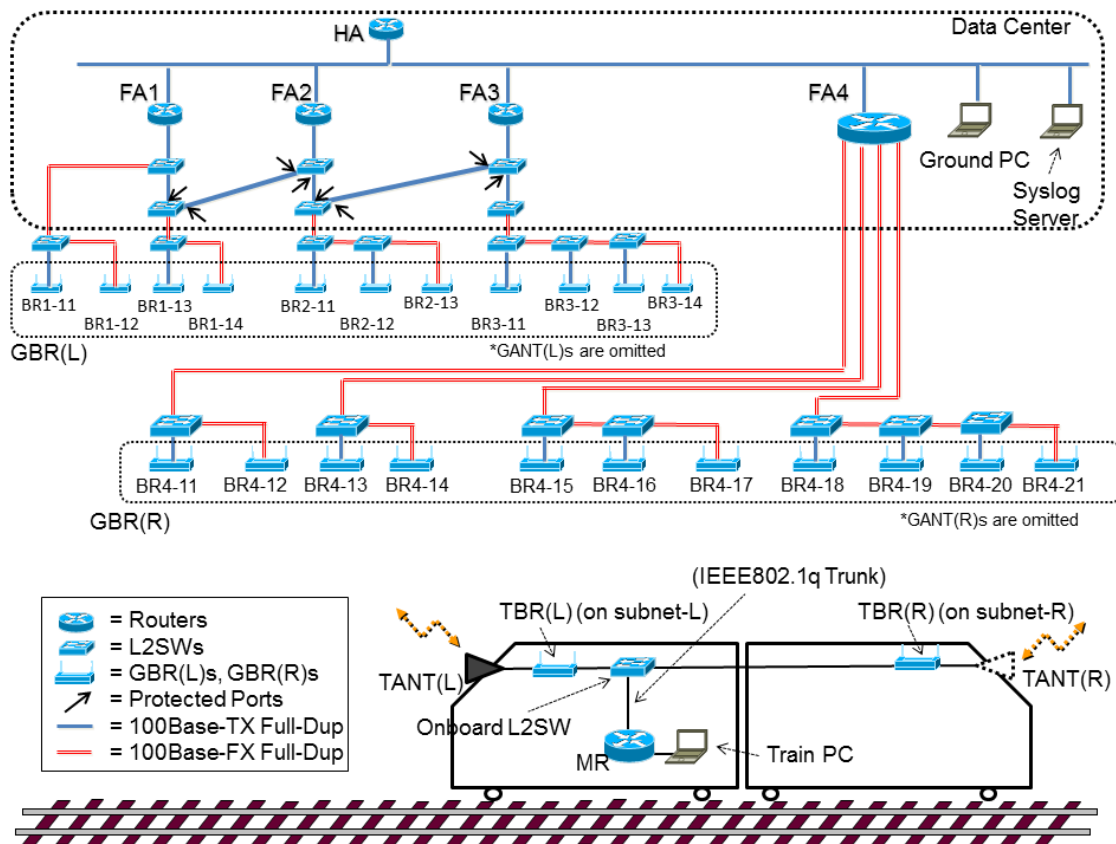 HA
Data Center
FA1
FA2
FA3
FA4
Ground PC
Syslog
Server
BR1-11
BR1-12
BR1-13
BR1-14
BR2-11
BR2-12
BR2-13
BR3-11
BR3-12
BR3-13
BR3-14
GBR(L)
*GANT(L)s are omitted
BR4-11
BR4-12
BR4-13
BR4-14
BR4-15
BR4-16
BR4-17
BR4-18
BR4-19
BR4-20
BR4-21
GBR(R)
*GANT(R)s are omitted
= Routers
= L2SWs
= GBR(L)s, GBR(R)s
= Protected Ports
= 100Base-TX Full-Dup
= 100Base-FX Full-Dup
(IEEE802.1q Trunk)
TBR(L) (on subnet-L)
TBR(R) (on subnet-R)
TANT(L)
TANT(R)
Onboard L2SW
MR
Train PC